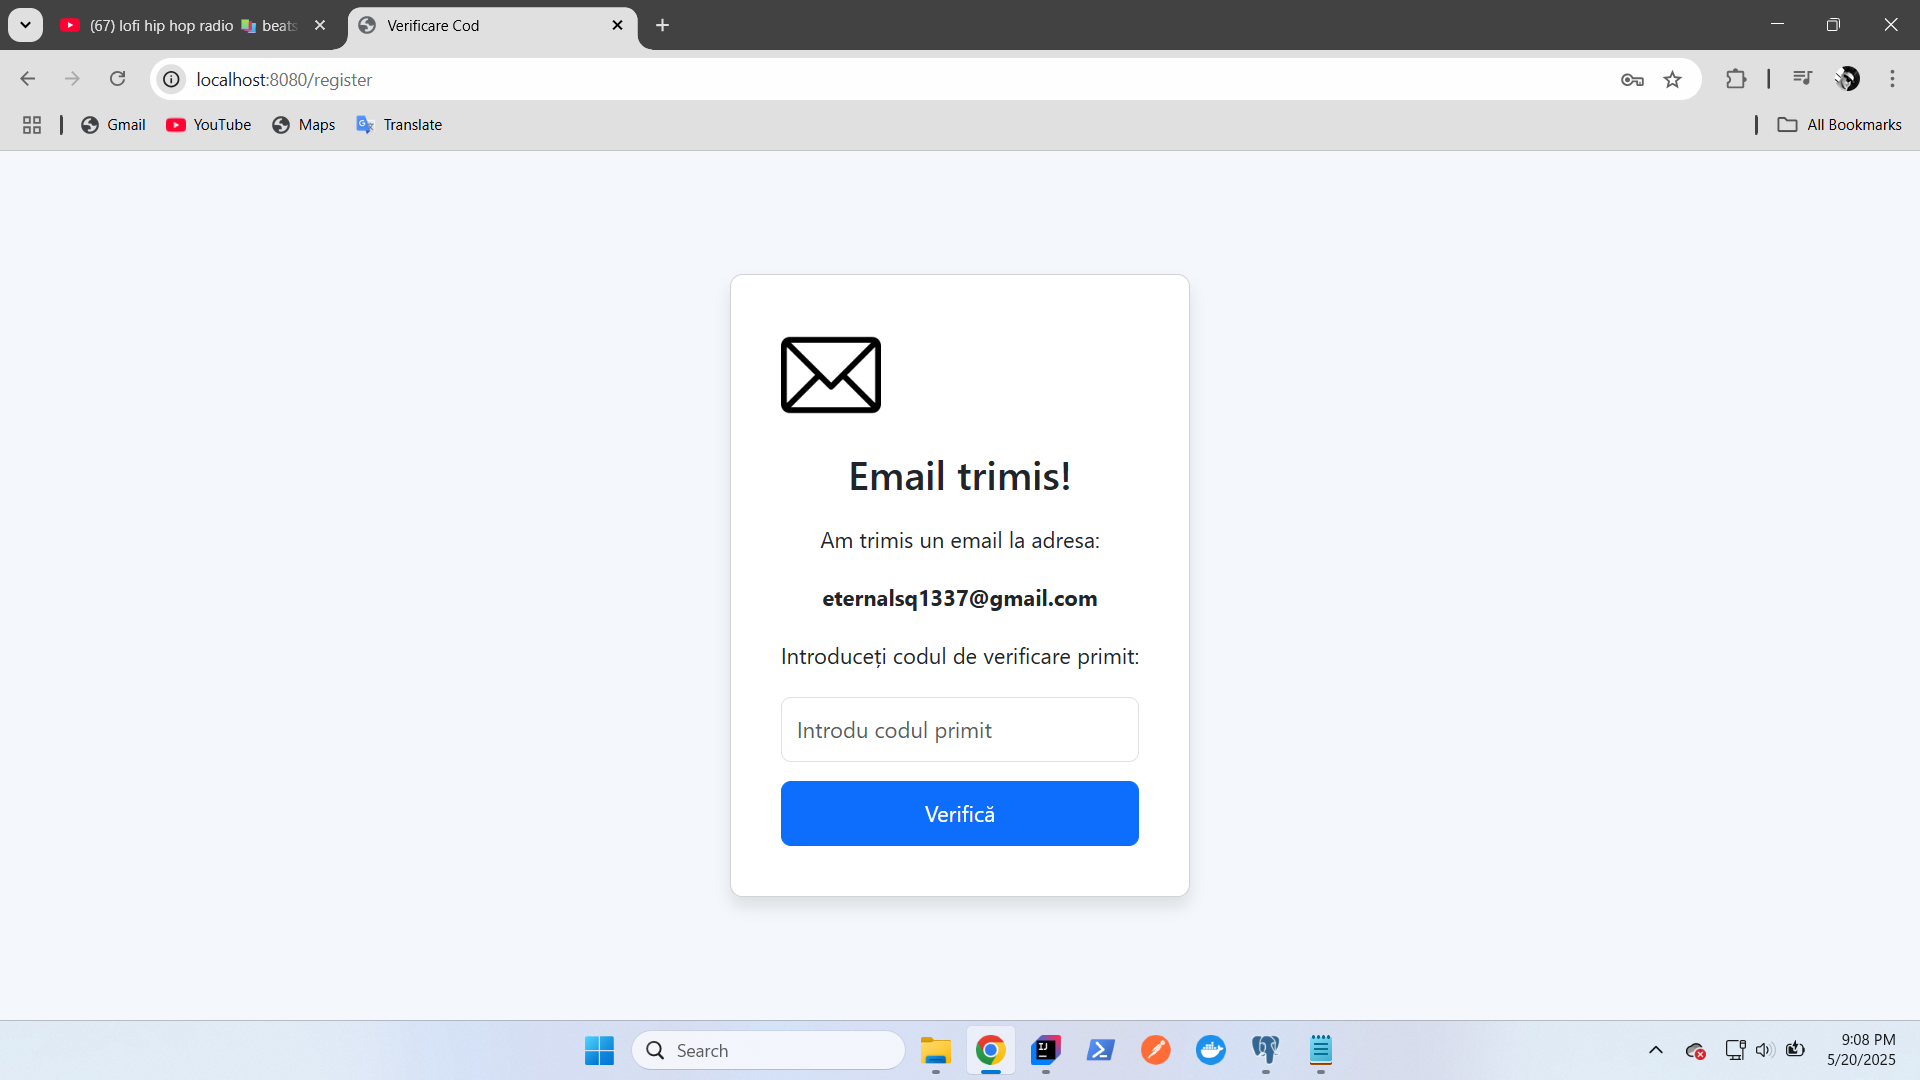 (67) lofi hip hop radio 📚 beats
Verificare Cod
localhost:8080/register
Gmail
YouTube
Maps
Translate
All Bookmarks
Email trimis!
Am trimis un email la adresa:
eternalsq1337@gmail.com
Introduceți codul de verificare primit:
Introdu codul primit
Verifică
Search
9:08 PM
5/20/2025